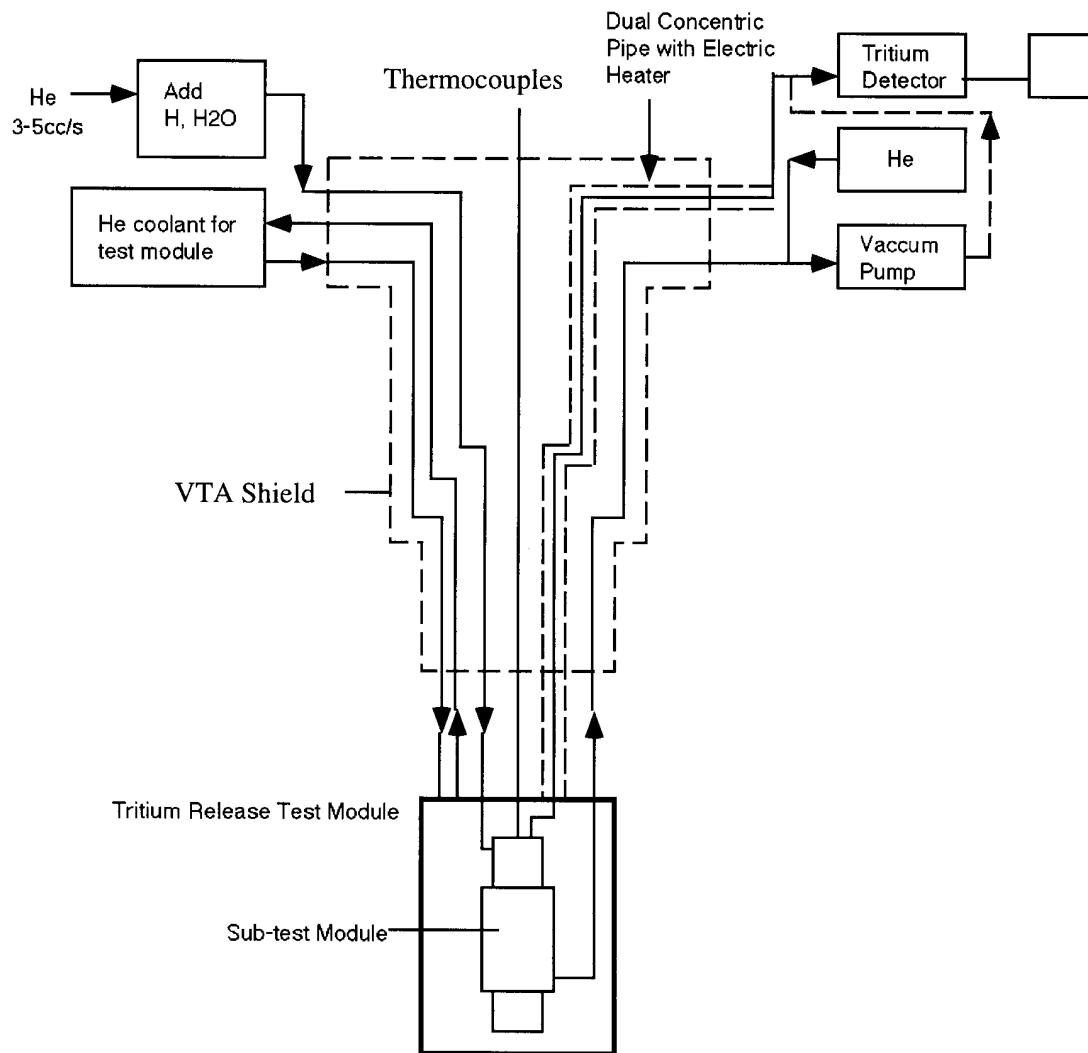 Dual Concentric
Pipe with Electric
Heater
Thermocouples
He
3-5cc/s
Add
H, H2O
Tritium
Detector
He
He coolant for
test module
Vaccum
Pump
VTA Shield
Tritium Release Test Module
Sub-test Module